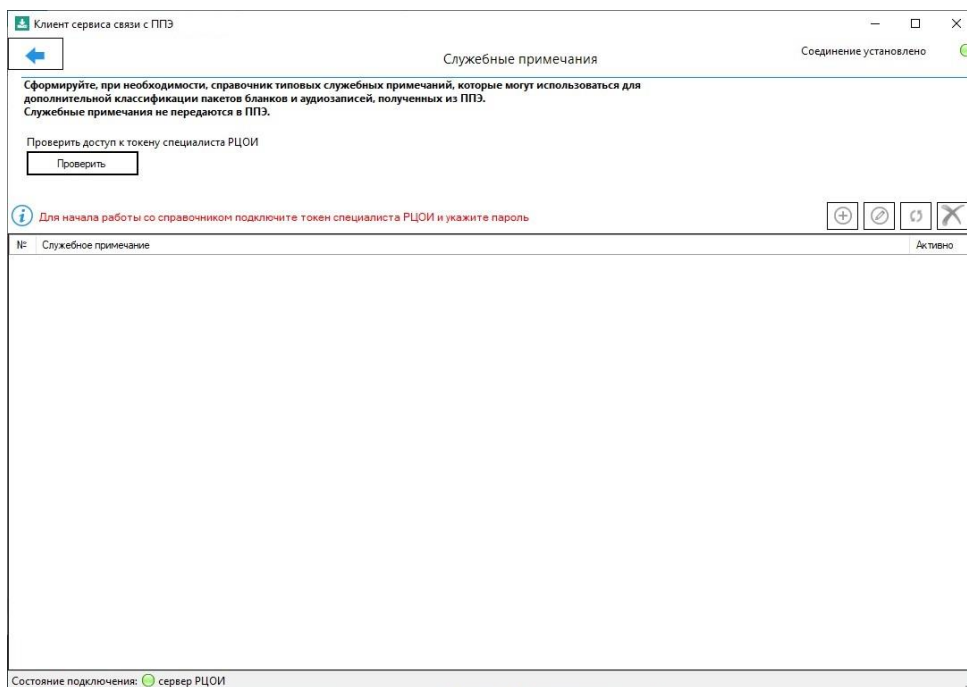 Клиент сервиса связи с ППЭ
Служебные примечания
Соединение установлено
Сформируйте, при необходимости, справочник типовых служебных примечаний, которые могут использоваться для
дополнительной классификации пакетов бланков и аудиозаписей, полученных из ППЭ.
Служебные примечания не передаются в ППЭ.
Проверить доступ к токену специалиста РЦОИ
Проверить
Для начала работы со справочником подключите токен специалиста РЦОИ и укажите пароль
№ Служебное примечание Активно
Состояние подключения: сервер РЦОИ